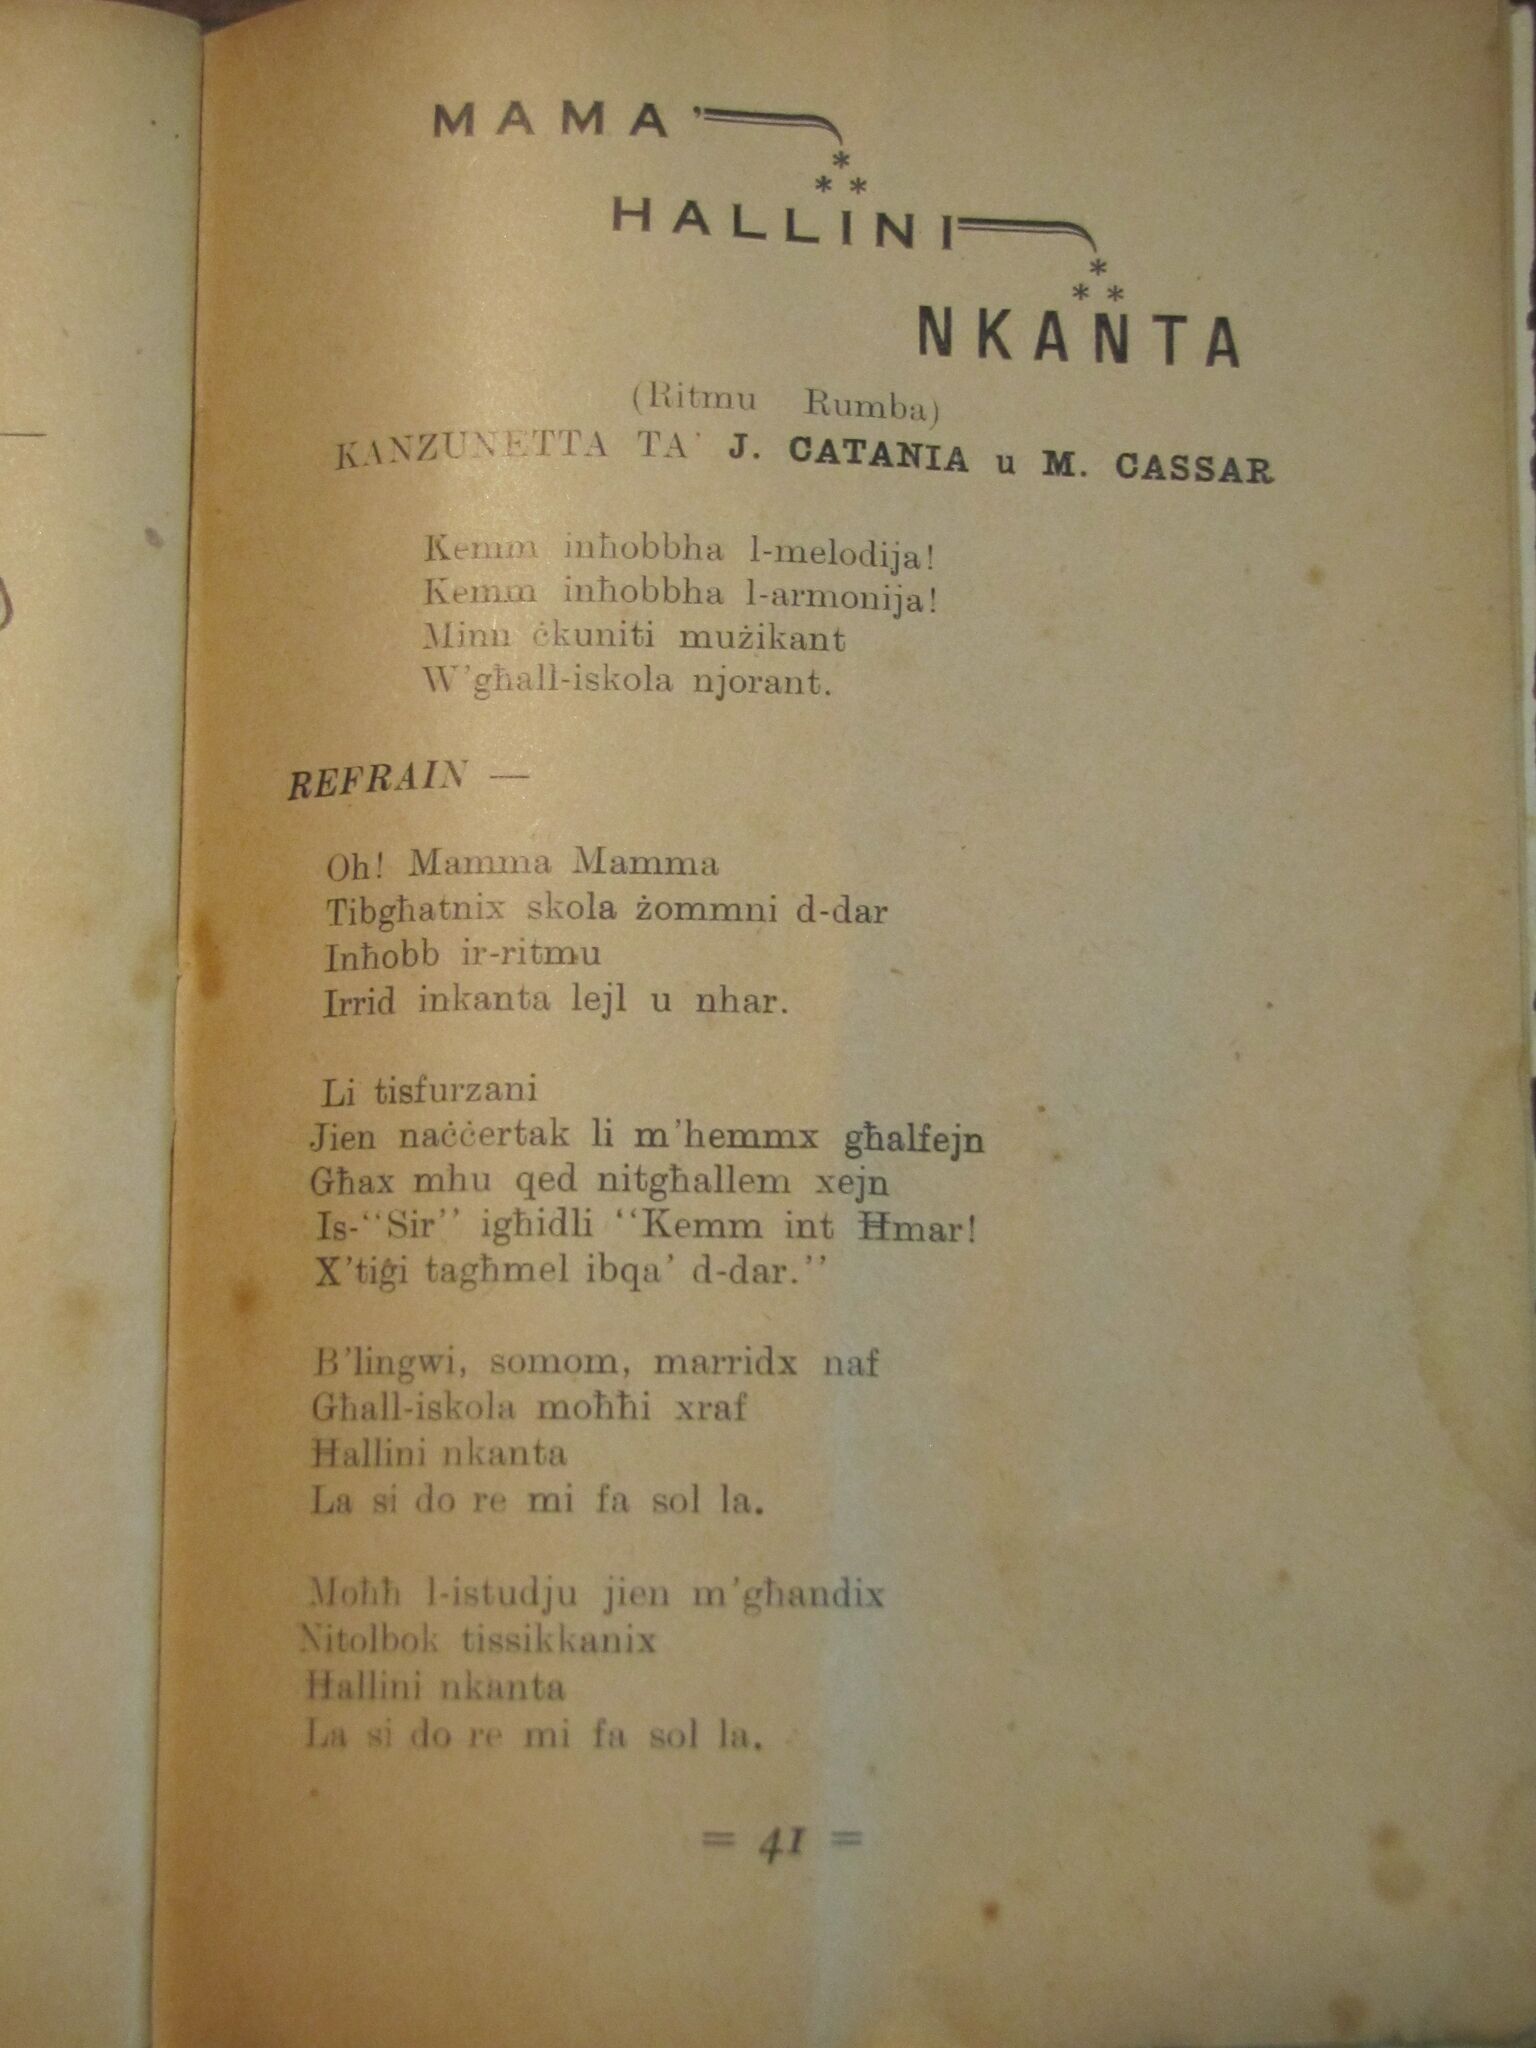 MAMA
HALLINI
NKANTA
(Ritmu Rumba)
KANZUNETTA TA' J. CATANIA u M. CASSAR
Kemm inħobbha l-melodija!
Kemm inħobbha l-armonija!
Minn ċkuniti mużikant
W'għall-iskola njorant.
REFRAIN —
Oh! Mamma Mamma
Tibgħatnix skola żommni d-dar
Inħobb ir-ritmu
Irrid inkanta lejl u nhar.
Li tisfurzani
Jien naċċertak li m'hemmx għalfejn
Għax mhu qed nitgħallem xejn
Is-"Sir" igħidli "Kemm int Ħmar!
X'tiġi tagħmel ibqa' d-dar."
B'lingwi, somom, marridx naf
Għall-iskola moħħi xraf
Ħallini nkanta
La si do re mi fa sol la.
Moħħ l-istudju jien m'għandix
Nitolbok tissikkanix
Ħallini nkanta
La si do re mi fa sol la.
= 41 =